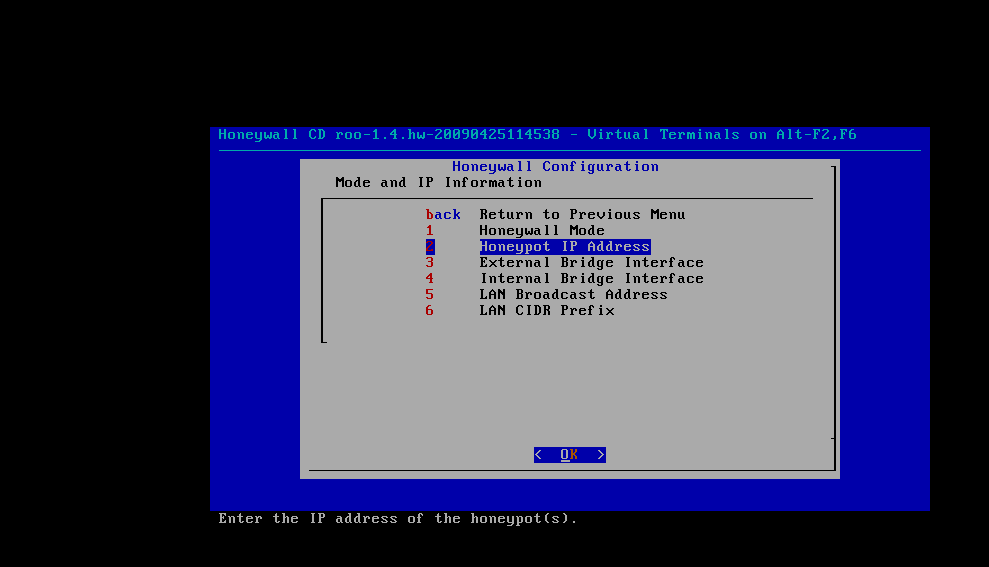 Honeywall CD roo-1.4.hw-20090425114538 - Virtual Terminals on Alt-F2,F6
Honeywall Configuration
Mode and IP Information
back Return to Previous Menu
1 Honeywall Mode
2 Honeypot IP Address
3 External Bridge Interface
4 Internal Bridge Interface
5 LAN Broadcast Address
6 LAN CIDR Prefix
< OK >
Enter the IP address of the honeypot(s).